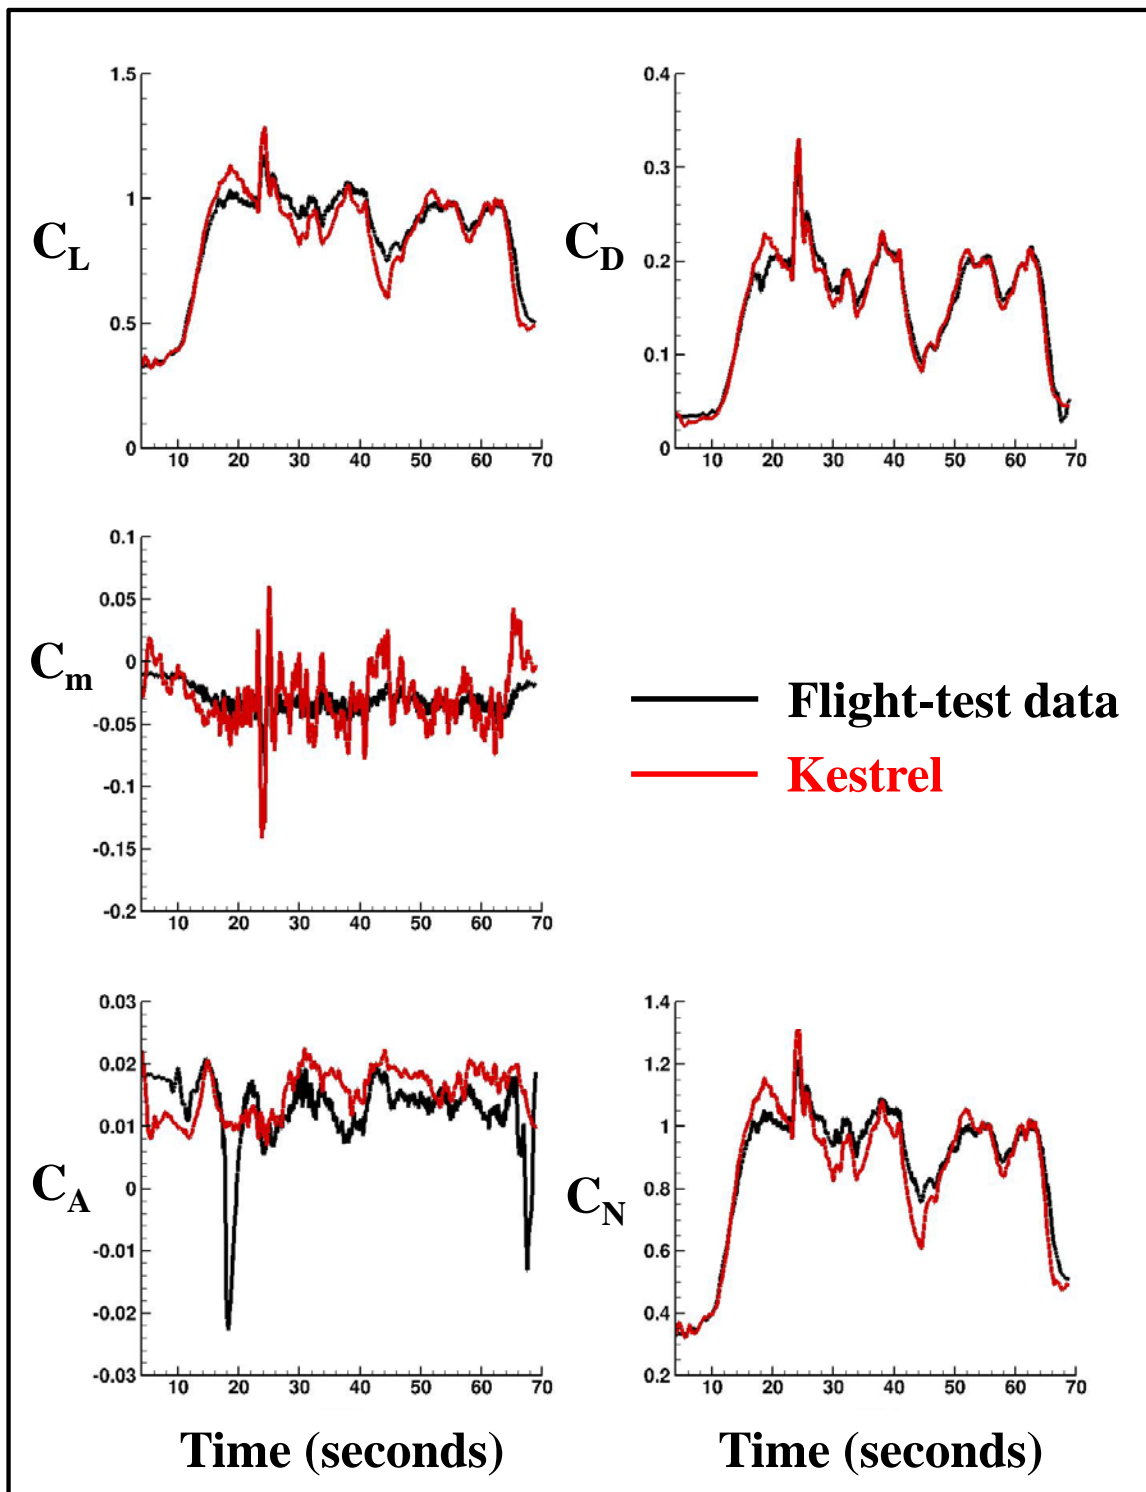 1.5
1
0.5
0
C_L
10 20 30 40 50 60 70
0.4
0.3
0.2
0.1
0
C_D
10 20 30 40 50 60 70
0.1
0.05
0
-0.05
-0.1
-0.15
-0.2
C_m
10 20 30 40 50 60 70
Flight-test data
Kestrel
0.03
0.02
0.01
0
-0.01
-0.02
-0.03
C_A
10 20 30 40 50 60 70
Time (seconds)
1.4
1.2
1
0.8
0.6
0.4
0.2
C_N
10 20 30 40 50 60 70
Time (seconds)